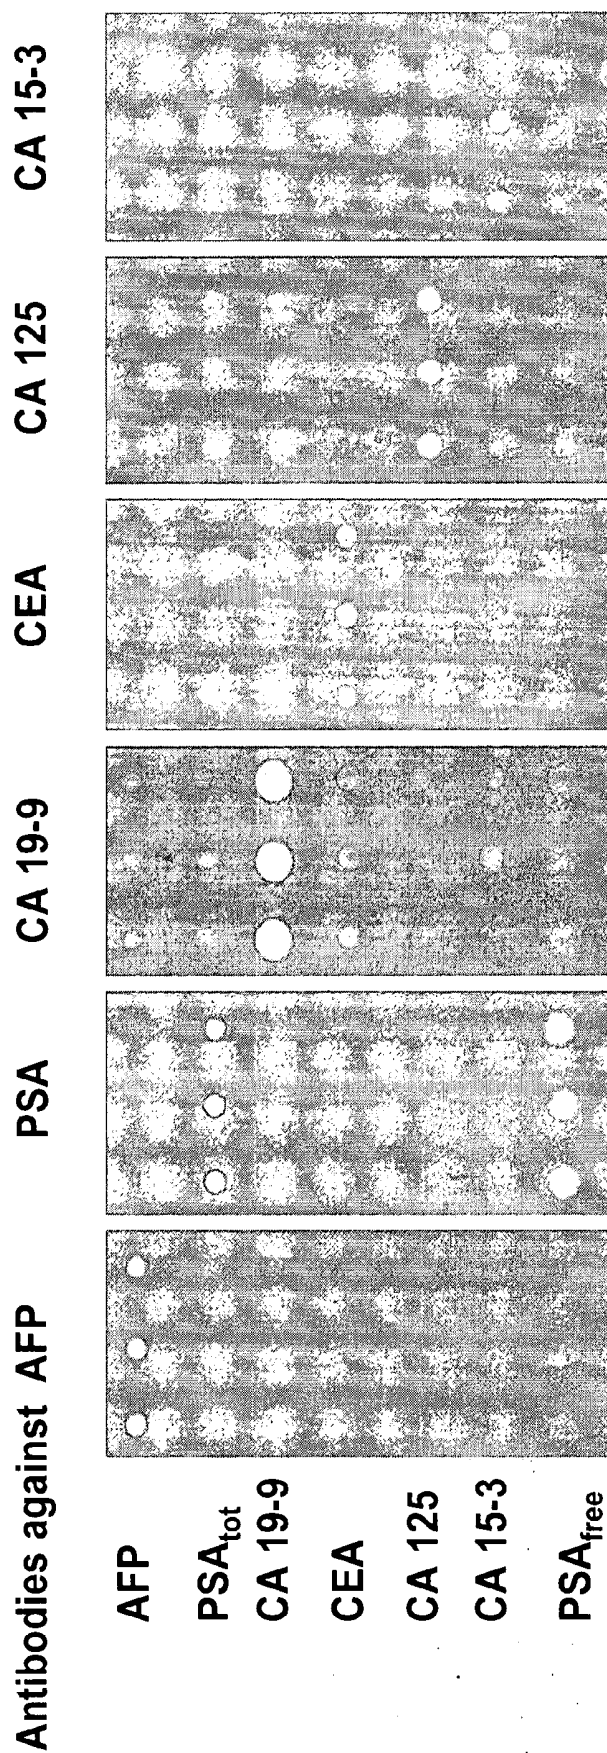 Antibodies against AFP PSA CA 19-9 CEA CA 125 CA 15-3
AFP
PSAtot
CA 19-9
CEA
CA 125
CA 15-3
PSAfree